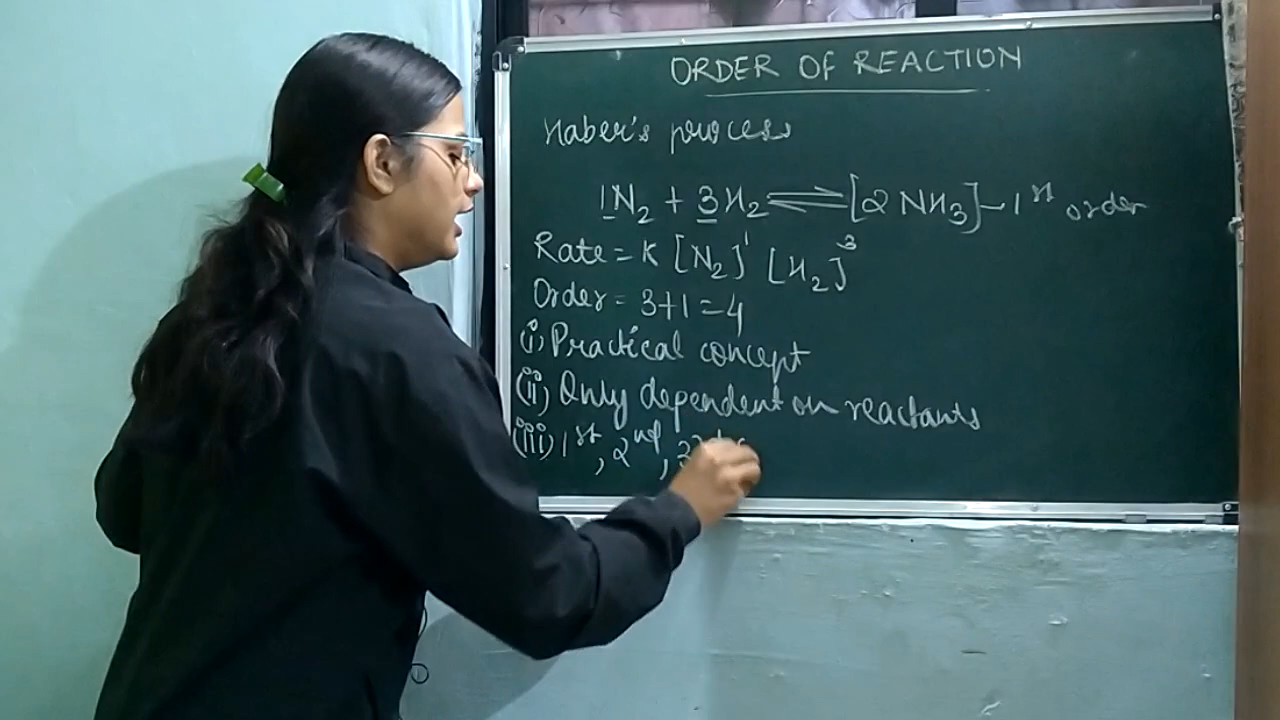 ORDER OF REACTION
Haber's process
1N₂ + 3H₂ ⇌ [2NH₃] - 1ˢᵗ order
Rate = K [N₂]¹ [H₂]³
Order = 3+1=4
(i) Practical concept
(ii) Only dependent on reactants
(iii) 1ˢᵗ, 2ⁿᵈ, 3